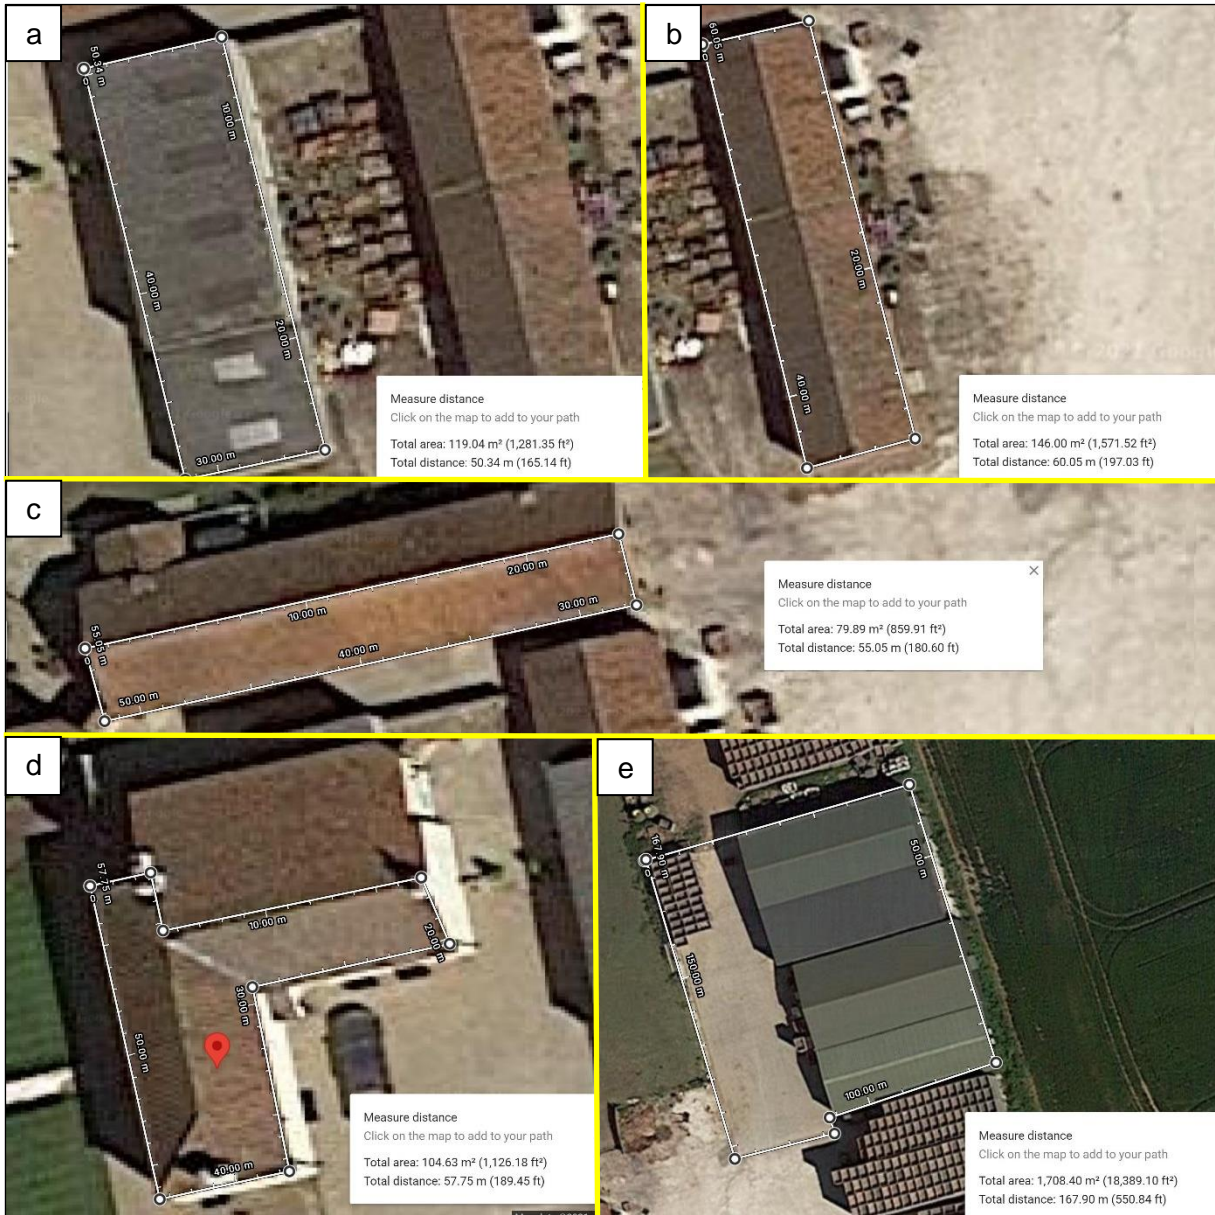 a
50.34 m
0
10.00 m
40.00 m
20.00 m
30.00 m
Measure distance
Click on the map to add to your path
Total area: 119.04 m² (1,281.35 ft²)
Total distance: 50.34 m (165.14 ft)
b
60.05 m
20.00 m
40.00 m
Measure distance
Click on the map to add to your path
Total area: 146.00 m² (1,571.52 ft²)
Total distance: 60.05 m (197.03 ft)
c
20.00 m
10.00 m
30.00 m
55.05 m
0
40.00 m
50.00 m
Measure distance
Click on the map to add to your path
Total area: 79.89 m² (859.91 ft²)
Total distance: 55.05 m (180.60 ft)
d
57.75 m
0
10.00 m
20.00 m
30.00 m
50.00 m
40.00 m
Measure distance
Click on the map to add to your path
Total area: 104.63 m² (1,126.18 ft²)
Total distance: 57.75 m (189.45 ft)
e
167.90 m
0
50.00 m
150.00 m
100.00 m
Measure distance
Click on the map to add to your path
Total area: 1,708.40 m² (18,389.10 ft²)
Total distance: 167.90 m (550.84 ft)